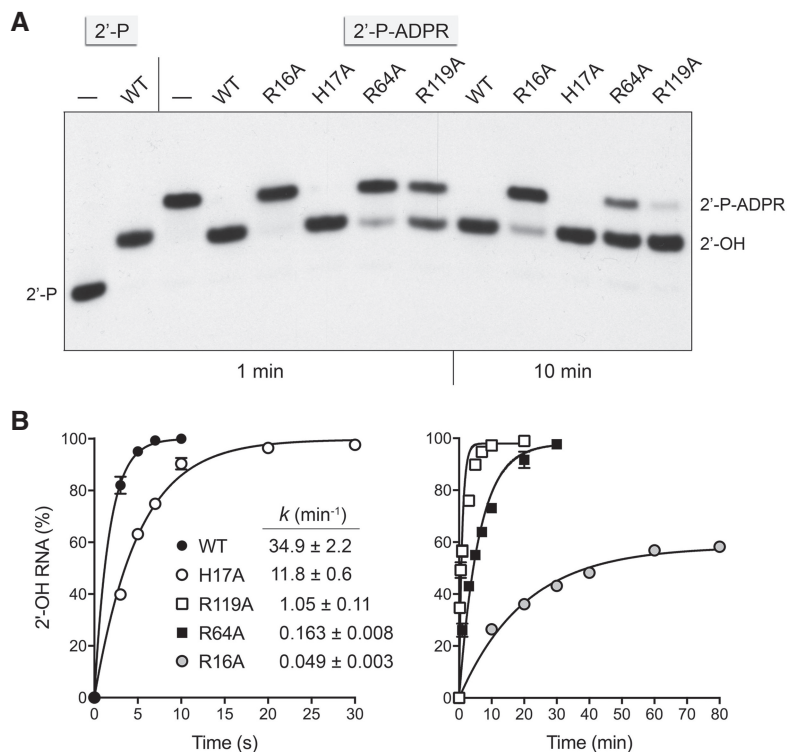 A
2'-P
2'-P-ADPR
— WT — WT R16A H17A R64A R119A WT R16A H17A R64A R119A
2'-P-ADPR
2'-OH
2'-P
1 min 10 min
B
100 100
80 80
60 60
40 40
20 20
0 0
2'-OH RNA (%)
k (min⁻¹)
WT 34.9 ± 2.2
H17A 11.8 ± 0.6
R119A 1.05 ± 0.11
R64A 0.163 ± 0.008
R16A 0.049 ± 0.003
0 5 10 15 20 25 30 0 10 20 30 40 50 60 70 80
Time (s) Time (min)